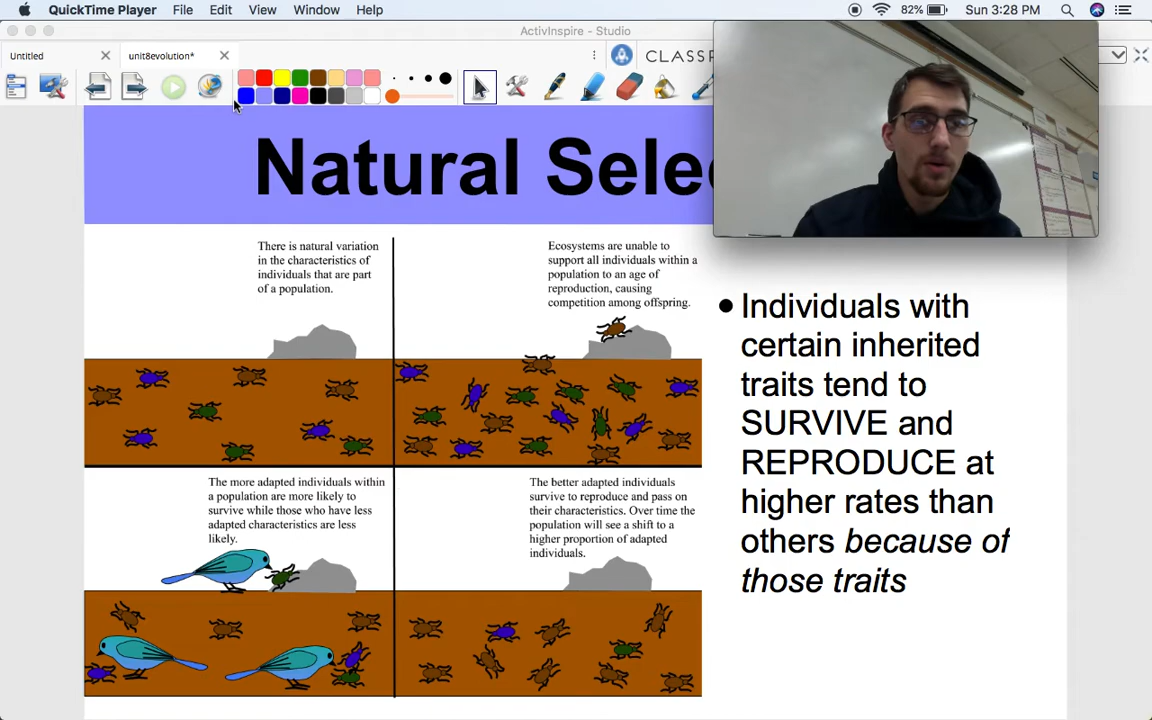 QuickTime Player File Edit View Window Help 82% Sun 3:28 PM
ActivInspire - Studio
Untitled unit8evolution* CLASS
Natural Sele
There is natural variation
in the characteristics of
individuals that are part
of a population.
Ecosystems are unable to
support all individuals within a
population to an age of
reproduction, causing
competition among offspring.
The more adapted individuals within
a population are more likely to
survive while those who have less
adapted characteristics are less
likely.
The better adapted individuals
survive to reproduce and pass on
their characteristics. Over time the
population will see a shift to a
higher proportion of adapted
individuals.
• Individuals with
certain inherited
traits tend to
SURVIVE and
REPRODUCE at
higher rates than
others because of
those traits